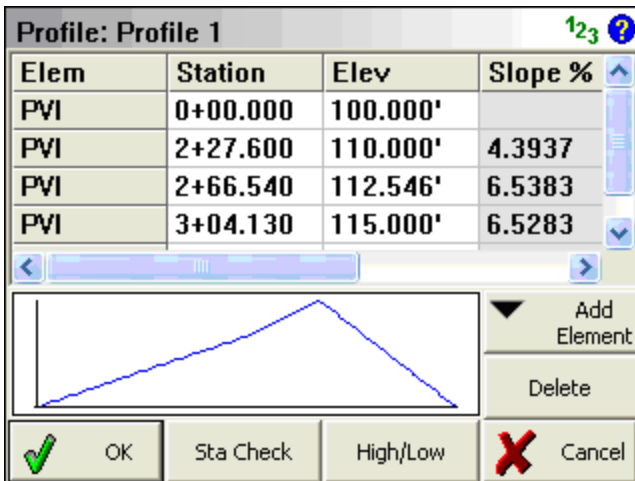 Profile: Profile 1 123 ?
Elem Station Elev Slope %
PVI 0+00.000 100.000'
PVI 2+27.600 110.000' 4.3937
PVI 2+66.540 112.546' 6.5383
PVI 3+04.130 115.000' 6.5283
Add
Element
Delete
OK Sta Check High/Low Cancel